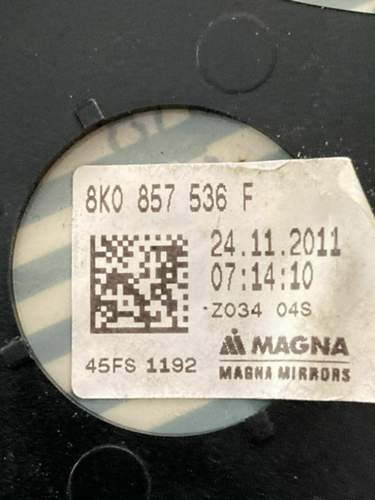 8K0 857 536 F
24.11.2011
07:14:10
Z034 04S
45FS 1192
MAGNA
MAGNA MIRRORS